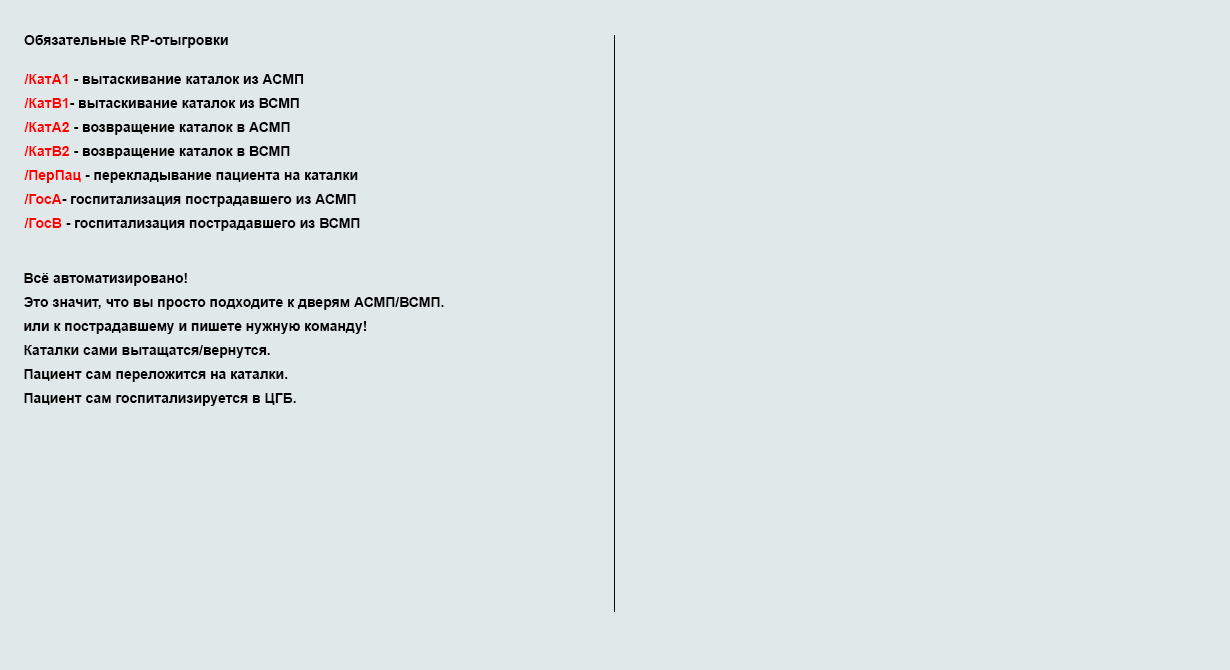 Обязательные RP-отыгровки
/КатА1 - вытаскивание каталок из АСМП
/КатВ1- вытаскивание каталок из ВСМП
/КатА2 - возвращение каталок в АСМП
/КатВ2 - возвращение каталок в ВСМП
/ПерПац - перекладывание пациента на каталки
/ГосА- госпитализация пострадавшего из АСМП
/ГосВ - госпитализация пострадавшего из ВСМП
Всё автоматизировано!
Это значит, что вы просто подходите к дверям АСМП/ВСМП.
или к пострадавшему и пишете нужную команду!
Каталки сами вытащатся/вернутся.
Пациент сам переложится на каталки.
Пациент сам госпитализируется в ЦГБ.